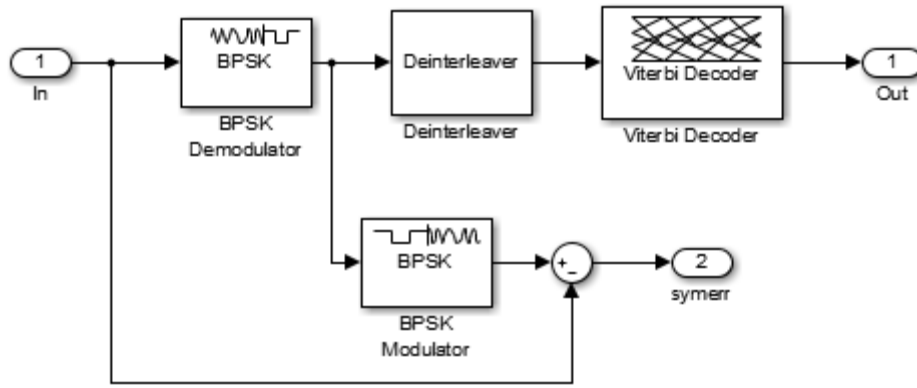 1
In
BPSK
BPSK
Demodulator
Deinterleaver
Deinterleaver
Viterbi Decoder
Viterbi Decoder
1
Out
BPSK
BPSK
Modulator
+
-
2
symerr